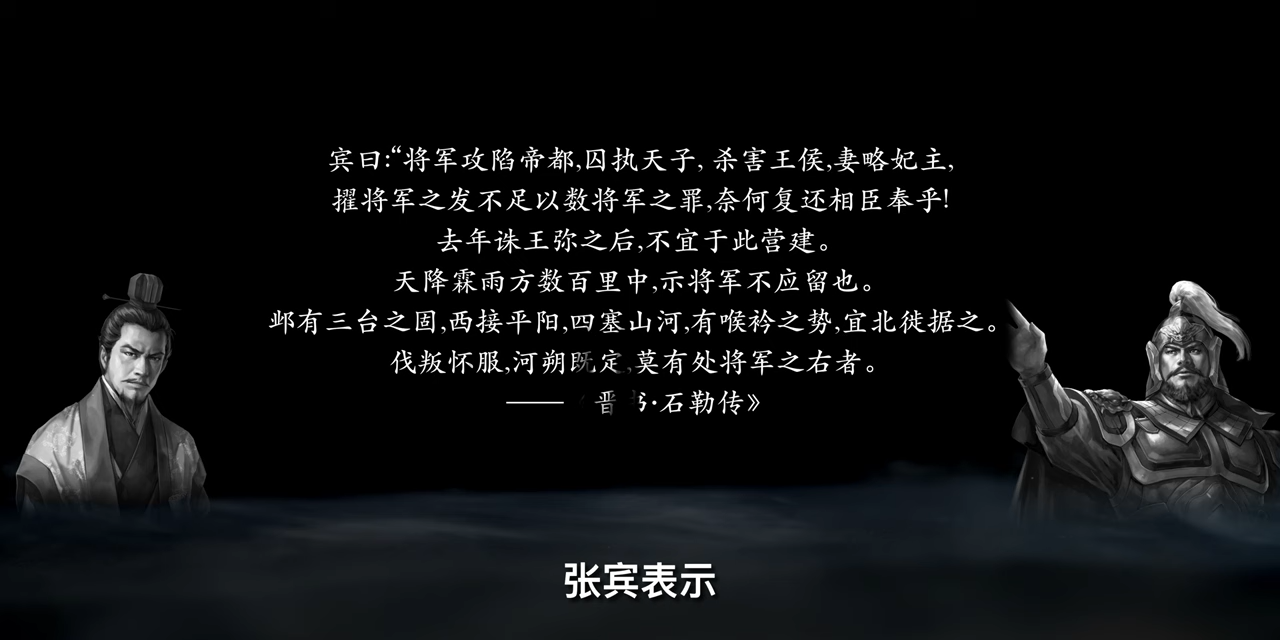 宾曰:“将军攻陷帝都,囚执天子, 杀害王侯,妻略妃主,
擢将军之发不足以数将军之罪,奈何复还相臣奉乎!
去年诛王弥之后,不宜于此营建。
天降霖雨方数百里中,示将军不应留也。
邺有三台之固,西接平阳,四塞山河,有喉衿之势,宜北徙据之。
伐叛怀服,河朔既定,莫有处将军之右者。
——《晋书·石勒传》
张宾表示